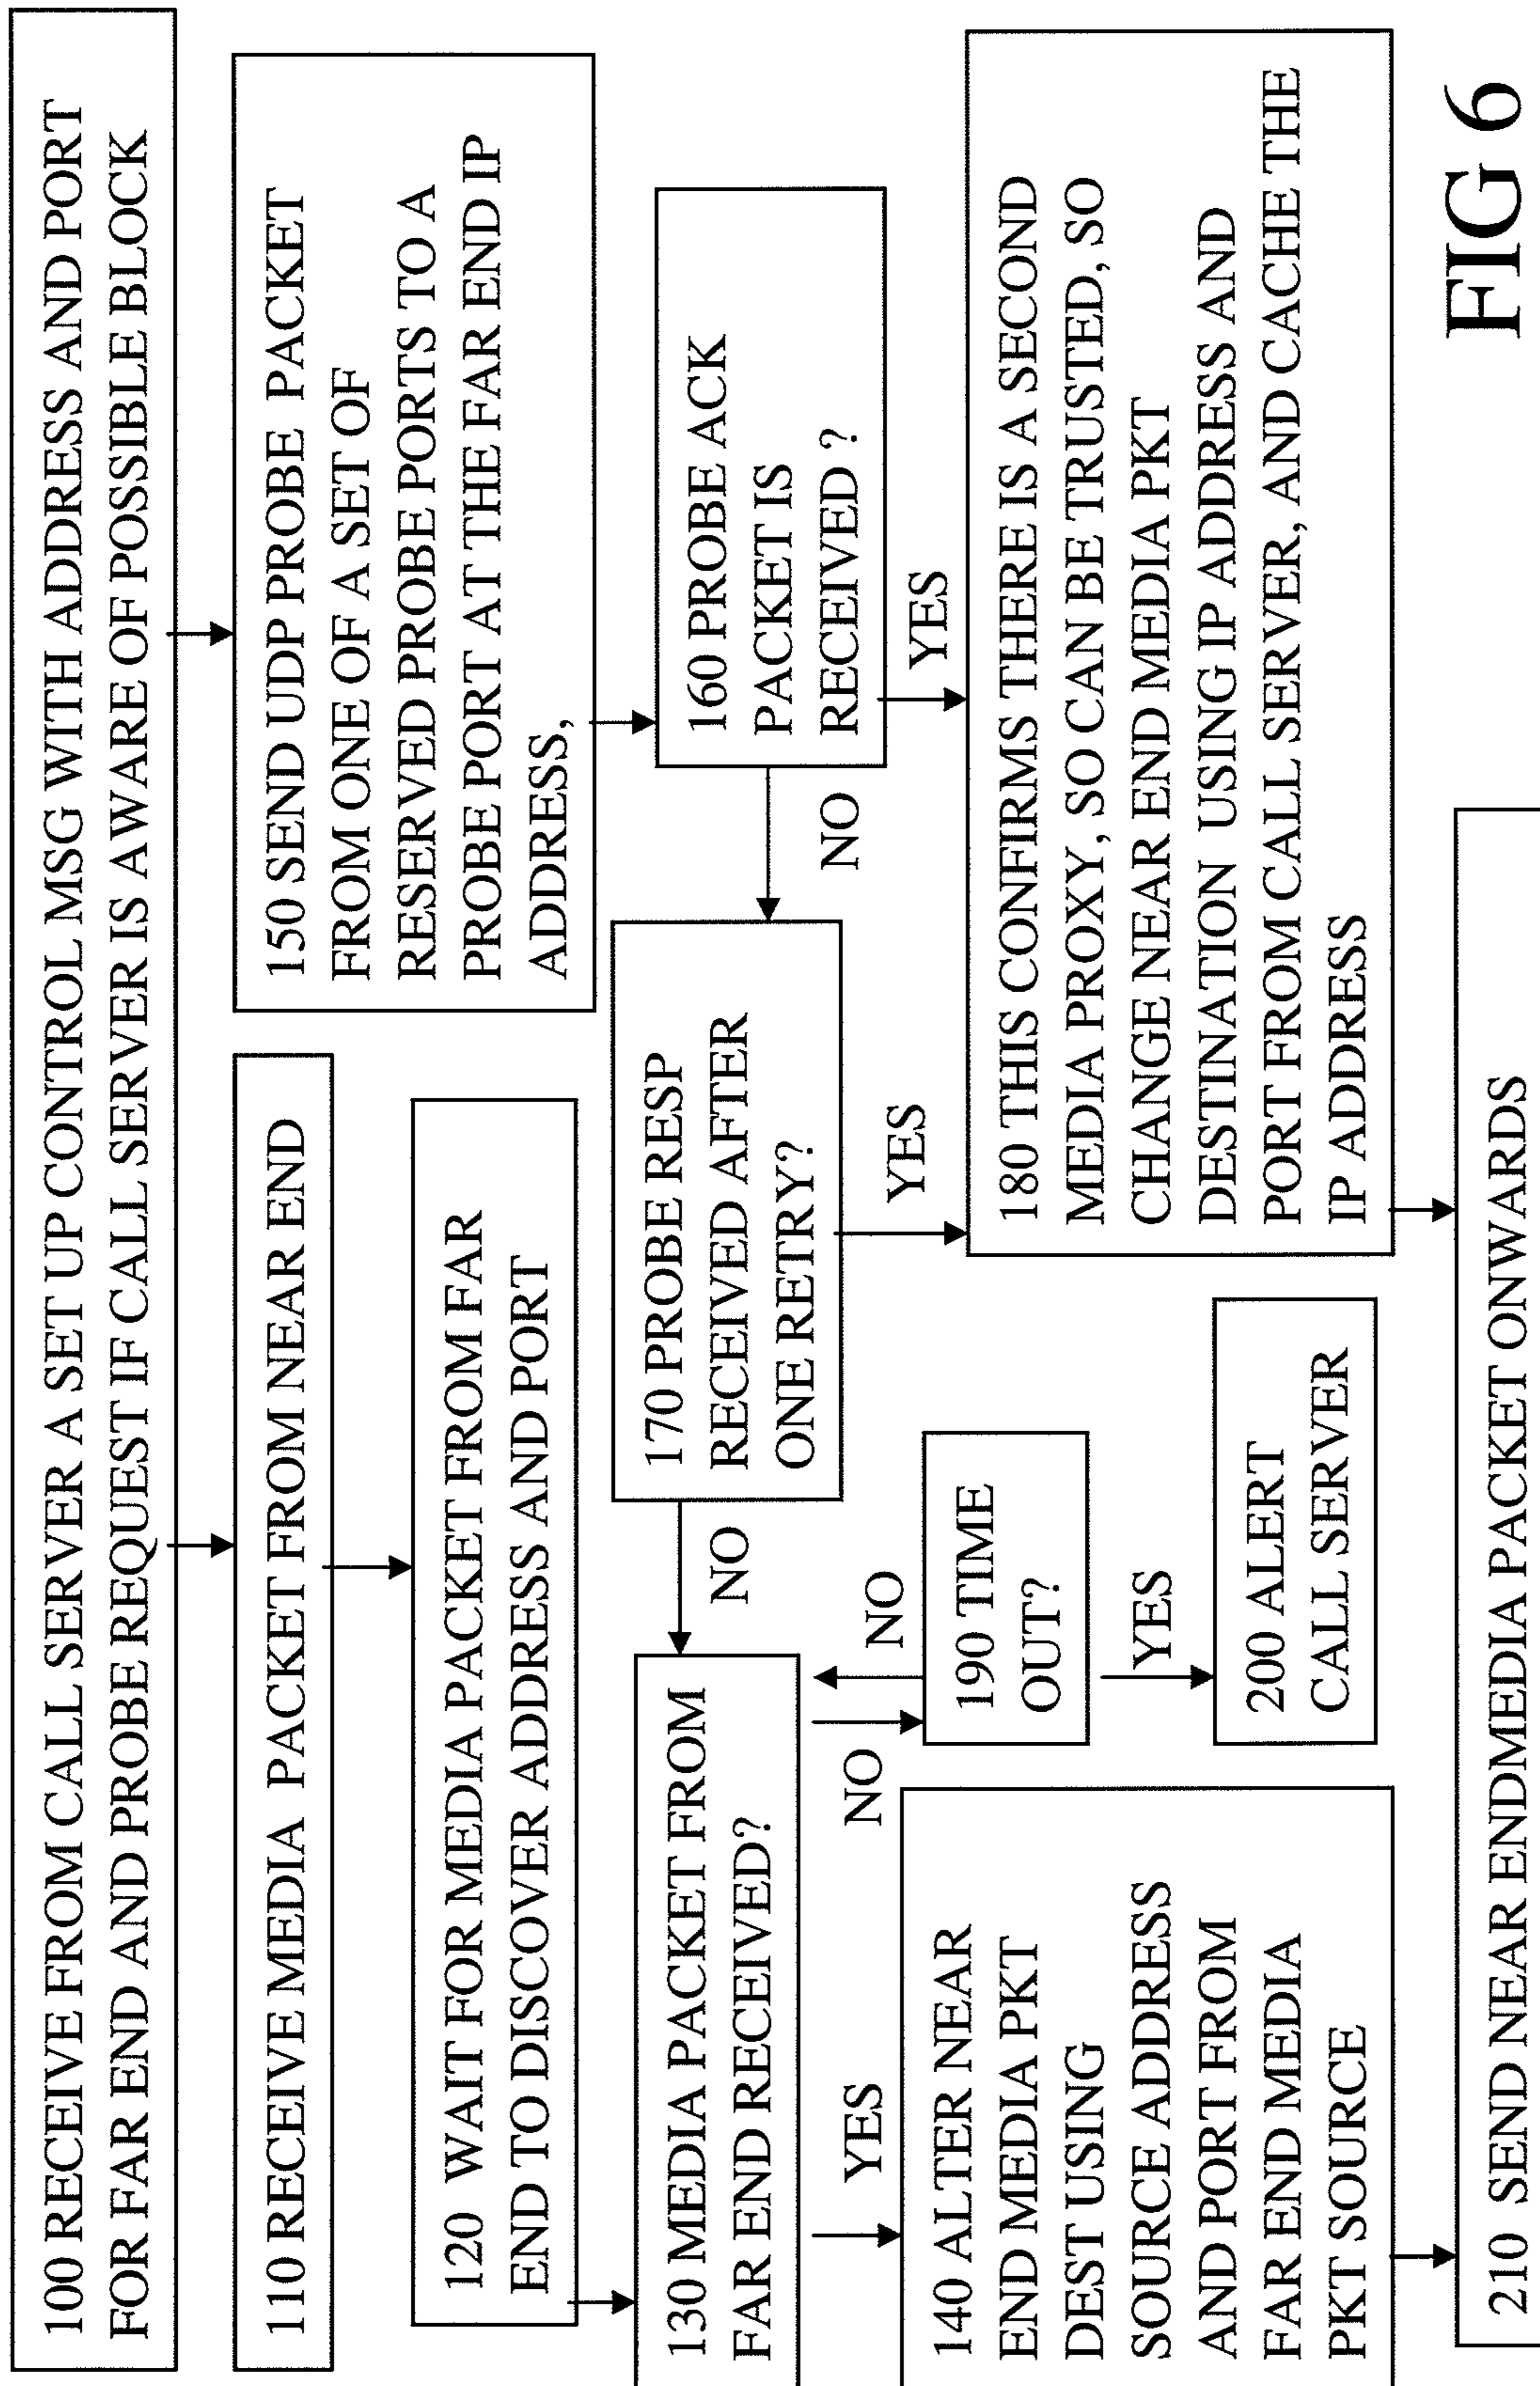 100 RECEIVE FROM CALL SERVER A SET UP CONTROL MSG WITH ADDRESS AND PORT
FOR FAR END AND PROBE REQUEST IF CALL SERVER IS AWARE OF POSSIBLE BLOCK
110 RECEIVE MEDIA PACKET FROM NEAR END
120 WAIT FOR MEDIA PACKET FROM FAR
END TO DISCOVER ADDRESS AND PORT
130 MEDIA PACKET FROM
FAR END RECEIVED?
YES
NO
140 ALTER NEAR
END MEDIA PKT
DEST USING
SOURCE ADDRESS
AND PORT FROM
FAR END MEDIA
PKT SOURCE
150 SEND UDP PROBE PACKET
FROM ONE OF A SET OF
RESERVED PROBE PORTS TO A
PROBE PORT AT THE FAR END IP
ADDRESS,
160 PROBE ACK
PACKET IS
RECEIVED ?
NO
YES
170 PROBE RESP
RECEIVED AFTER
ONE RETRY?
NO
YES
180 THIS CONFIRMS THERE IS A SECOND
MEDIA PROXY, SO CAN BE TRUSTED, SO
CHANGE NEAR END MEDIA PKT
DESTINATION USING IP ADDRESS AND
PORT FROM CALL SERVER, AND CACHE THE
IP ADDRESS
190 TIME
OUT?
NO
YES
200 ALERT
CALL SERVER
210 SEND NEAR ENDMEDIA PACKET ONWARDS
FIG 6